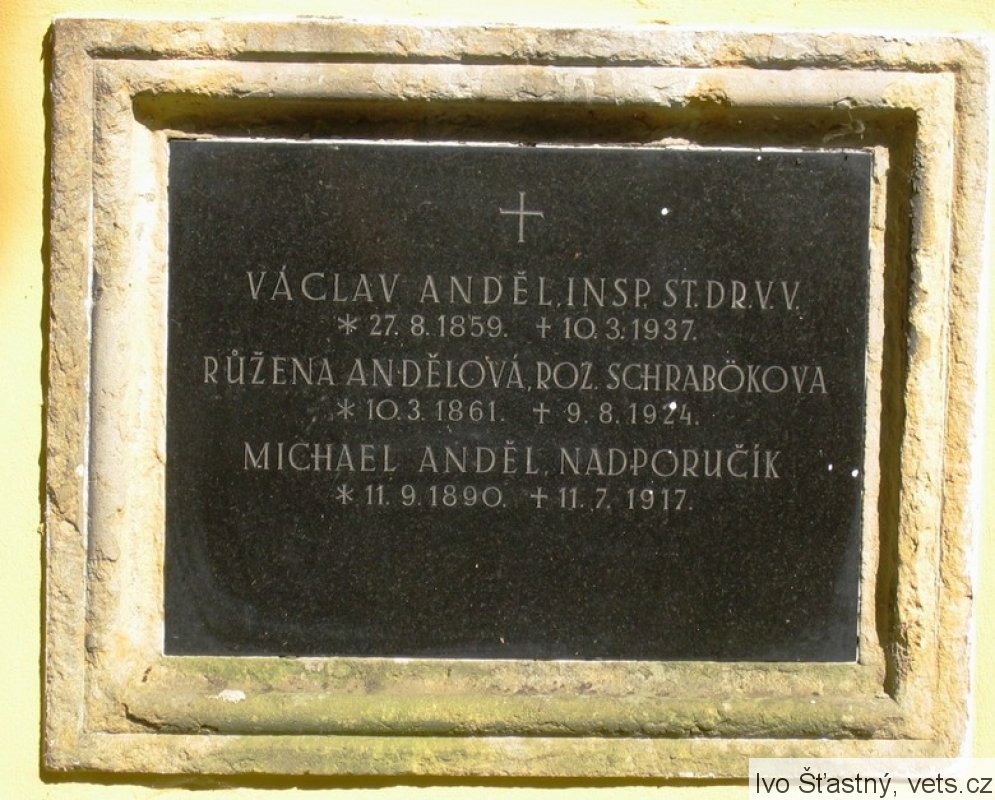 VÁCLAV ANDĚL, INSP. ST. DR. V. V.
* 27. 8. 1859. + 10. 3. 1937.
RŮŽENA ANDĚLOVÁ, ROZ. SCHRABÖKOVA
* 10. 3. 1861. + 9. 8. 1924.
MICHAEL ANDĚL, NADPORUČÍK
* 11. 9. 1890. + 11. 7. 1917.
Ivo Šťastný, vets.cz